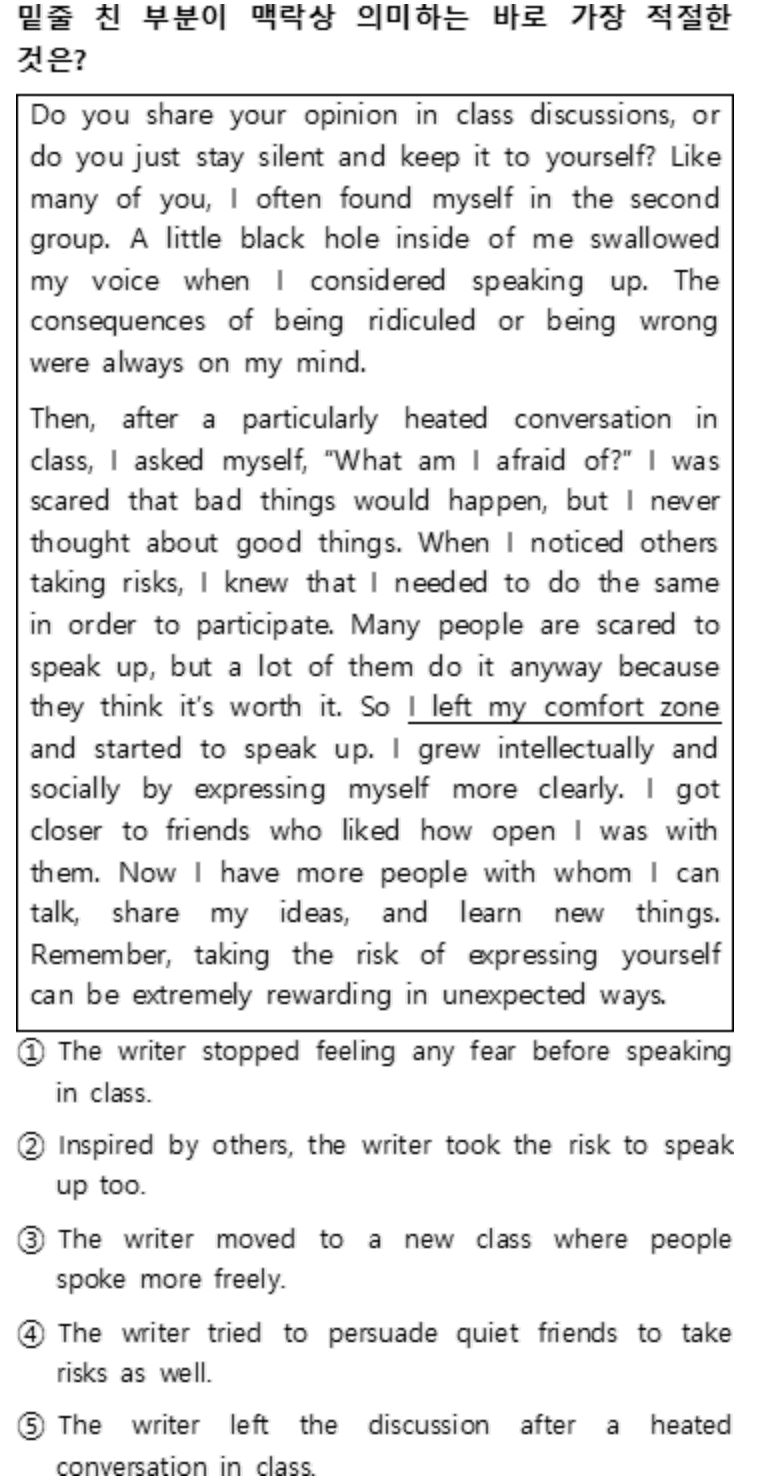 밑줄 친 부분이 맥락상 의미하는 바로 가장 적절한
것은?
Do you share your opinion in class discussions, or
do you just stay silent and keep it to yourself? Like
many of you, I often found myself in the second
group. A little black hole inside of me swallowed
my voice when I considered speaking up. The
consequences of being ridiculed or being wrong
were always on my mind.
Then, after a particularly heated conversation in
class, I asked myself, “What am I afraid of?” I was
scared that bad things would happen, but I never
thought about good things. When I noticed others
taking risks, I knew that I needed to do the same
in order to participate. Many people are scared to
speak up, but a lot of them do it anyway because
they think it’s worth it. So I left my comfort zone
and started to speak up. I grew intellectually and
socially by expressing myself more clearly. I got
closer to friends who liked how open I was with
them. Now I have more people with whom I can
talk, share my ideas, and learn new things.
Remember, taking the risk of expressing yourself
can be extremely rewarding in unexpected ways.
① The writer stopped feeling any fear before speaking
in class.
② Inspired by others, the writer took the risk to speak
up too.
③ The writer moved to a new class where people
spoke more freely.
④ The writer tried to persuade quiet friends to take
risks as well.
⑤ The writer left the discussion after a heated
conversation in class.